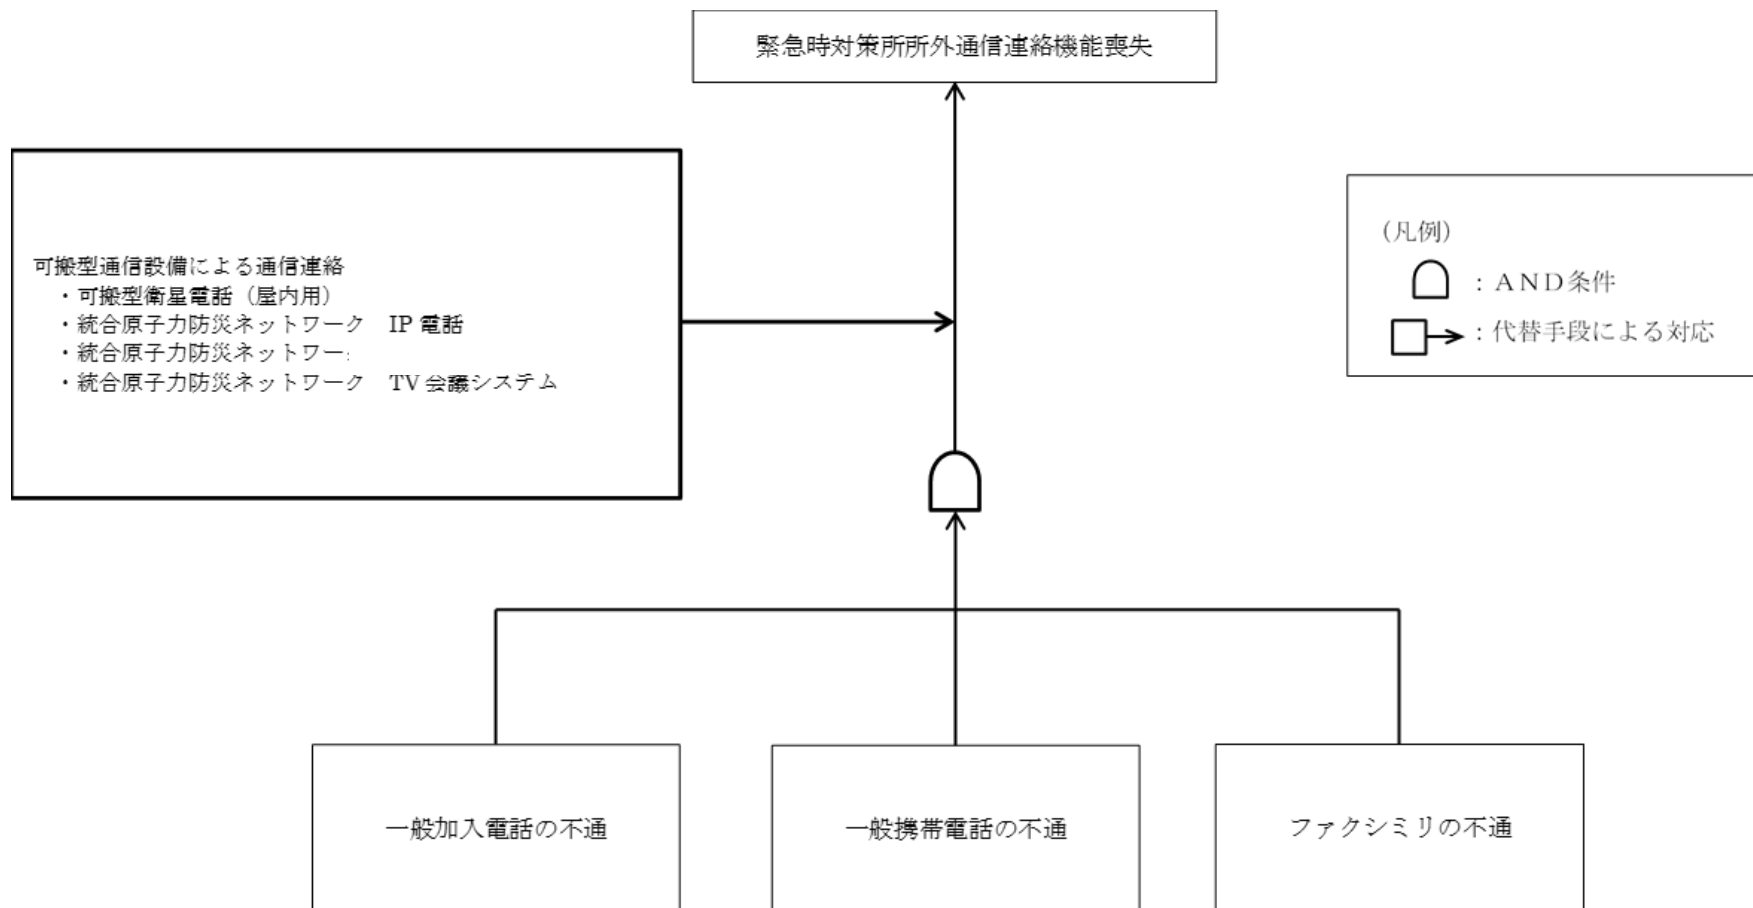 緊急時対策所所外通信連絡機能喪失
可搬型通信設備による通信連絡
・可搬型衛星電話（屋内用）
・統合原子力防災ネットワーク　IP 電話
・統合原子力防災ネットワー
・統合原子力防災ネットワーク　TV 会議システム
（凡例）
：ＡＮＤ条件
：代替手段による対応
一般加入電話の不通
一般携帯電話の不通
ファクシミリの不通